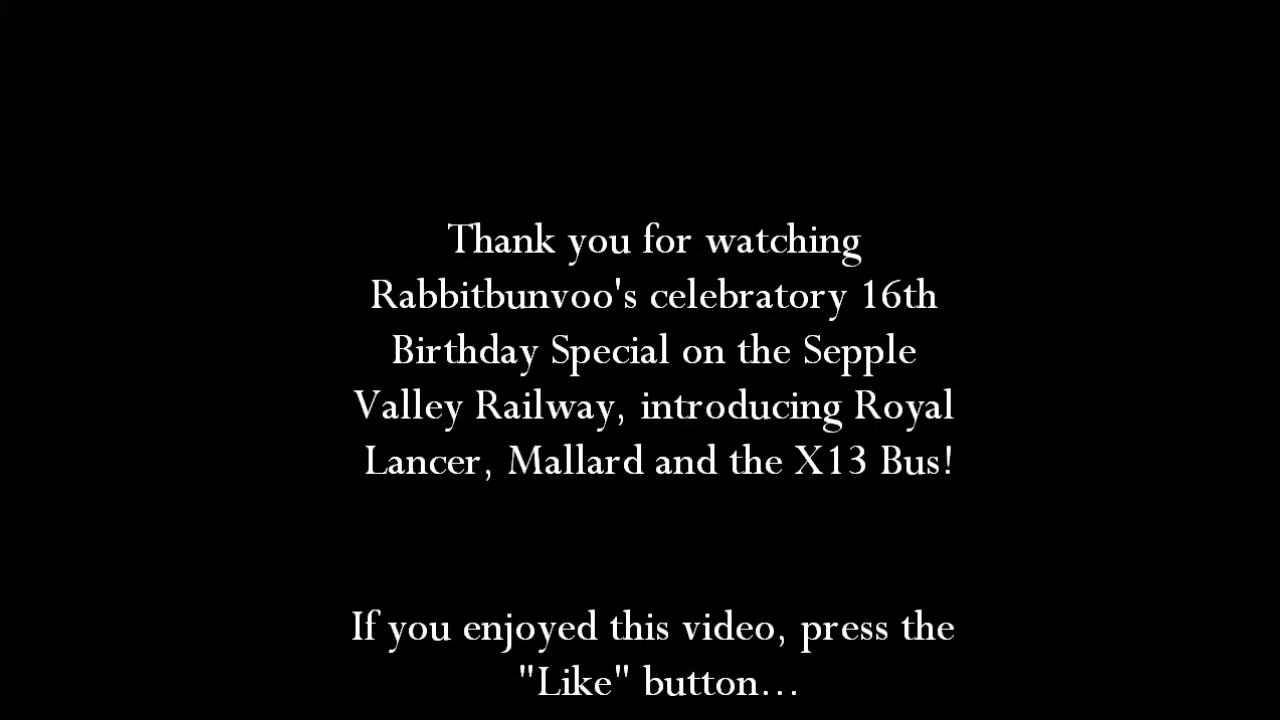 Thank you for watching
Rabbitbunvoo's celebratory 16th
Birthday Special on the Sepple
Valley Railway, introducing Royal
Lancer, Mallard and the X13 Bus!
If you enjoyed this video, press the
"Like" button...